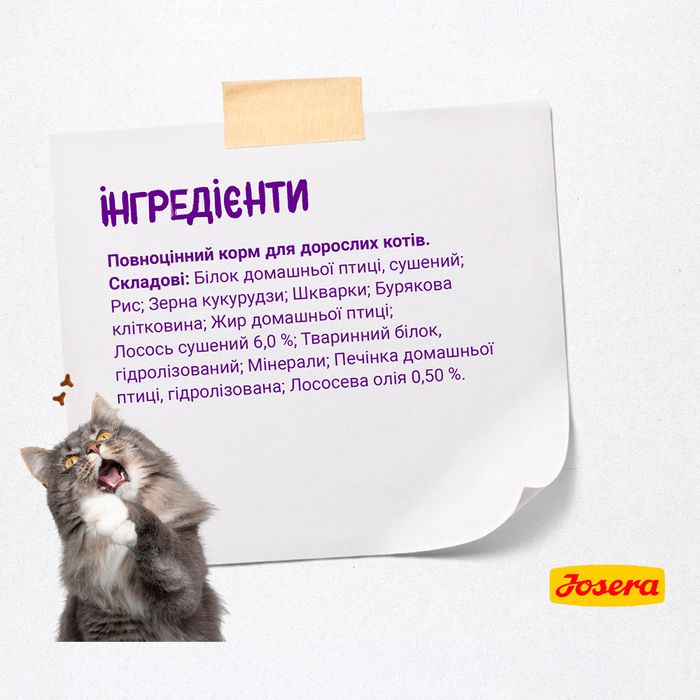 ІНГРЕДІЄНТИ
Повноцінний корм для дорослих котів.
Складові: Білок домашньої птиці, сушений;
Рис; Зерна кукурудзи; Шкварки; Бурякова
клітковина; Жир домашньої птиці;
Лосось сушений 6,0 %; Тваринний білок,
гідролізований; Мінерали; Печінка домашньої
птиці, гідролізована; Лососева олія 0,50 %.
Josera